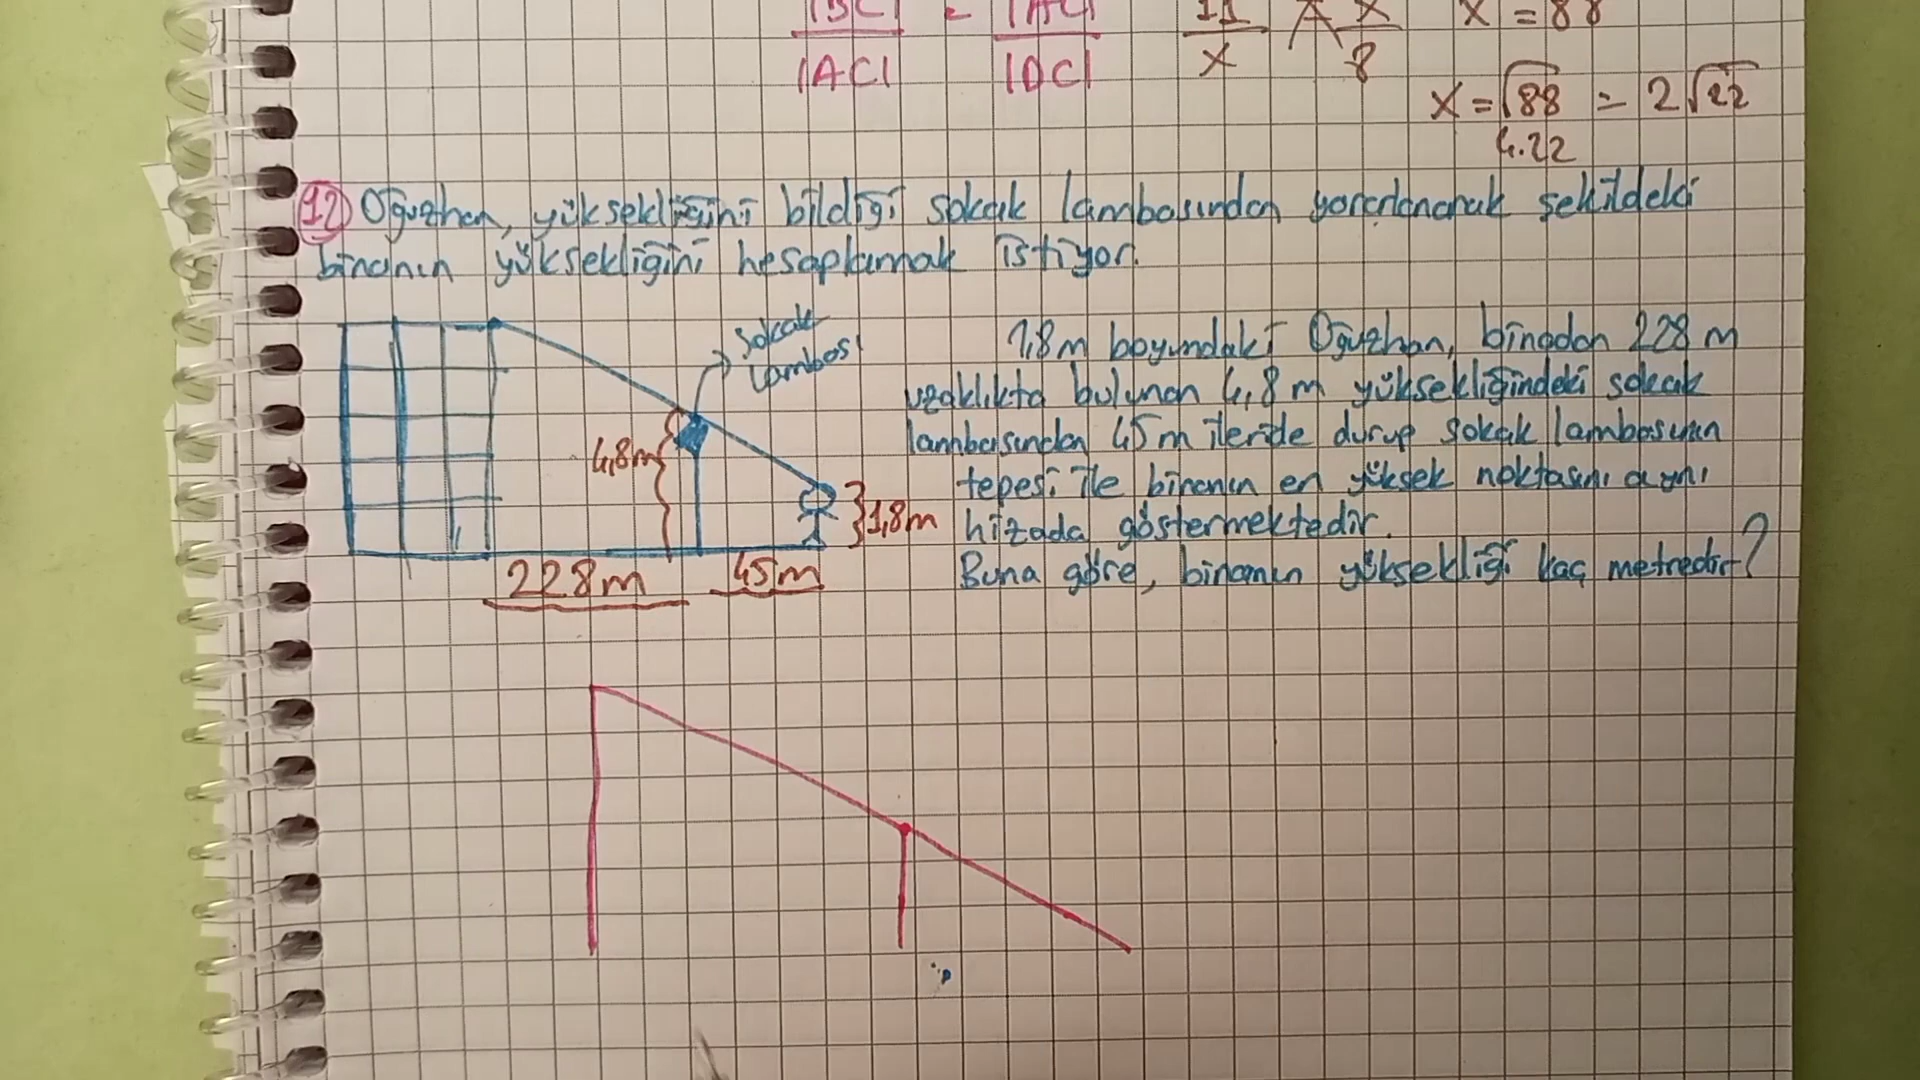 |BC| = |AC| 11 x x = 88
|AC| |DC| x 8
x = √88 = 2√22
4.22
12) Oğuzhan, yüksekliğini bildiği sokak lambasından yararlanarak şekildeki
binanın yüksekliğini hesaplamak istiyor.
sokak
lambası
1,8 m boyundaki Oğuzhan, binadan 228 m
uzaklıkta bulunan 4,8 m yüksekliğindeki sokak
lambasından 45 m ileride durup sokak lambasının
tepesi ile binanın en yüksek noktasını aynı
hizada göstermektedir.
Buna göre, binanın yüksekliği kaç metredir?
4,8m
1,8m
228m 45m